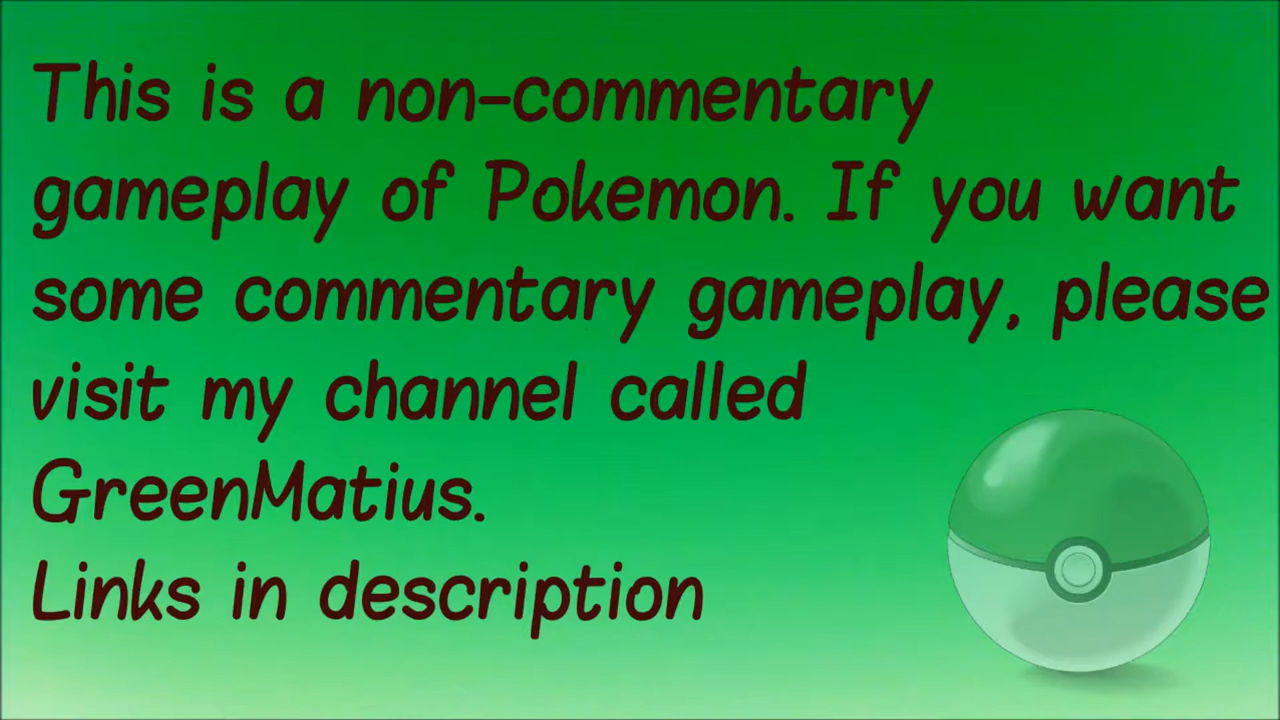 This is a non-commentary
gameplay of Pokemon. If you want
some commentary gameplay, please
visit my channel called
GreenMatius.
Links in description